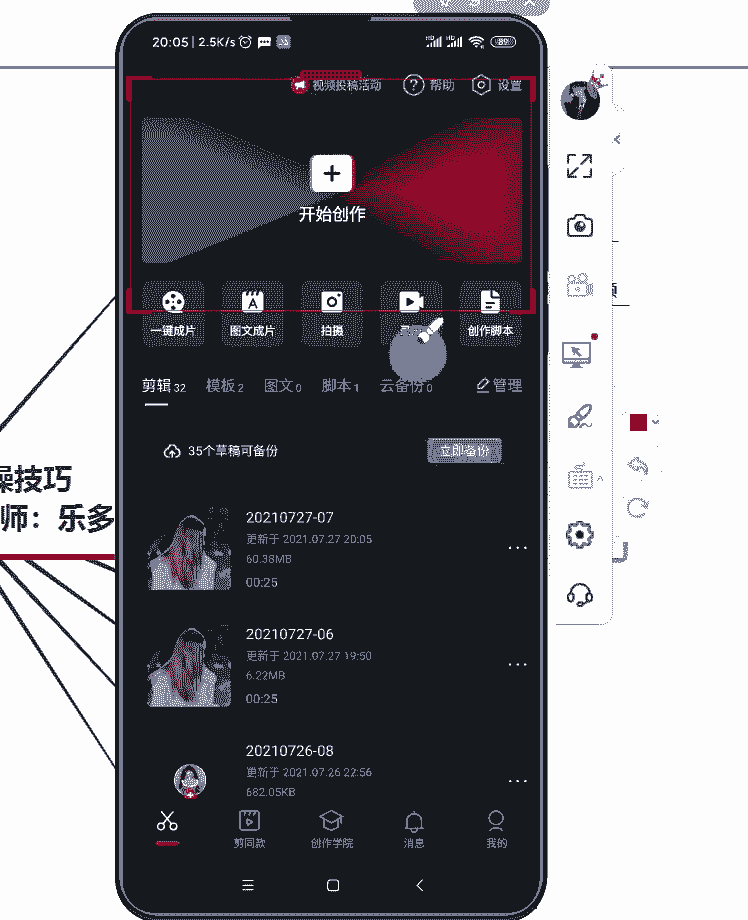 20:05 | 2.5K/s
89
视频投稿活动
帮助
设置
开始创作
一键成片
图文成片
拍摄
创作脚本
剪辑32
模板2
图文0
脚本1
云备份0
管理
35个草稿可备份
立即备份
操技巧
师：乐多
20210727-07
更新于 2021.07.27 20:05
60.38MB
00:25
20210727-06
更新于 2021.07.27 19:50
6.22MB
00:25
20210726-08
更新于 2021.07.26 22:56
682.05KB
剪同款
创作学院
消息
我的